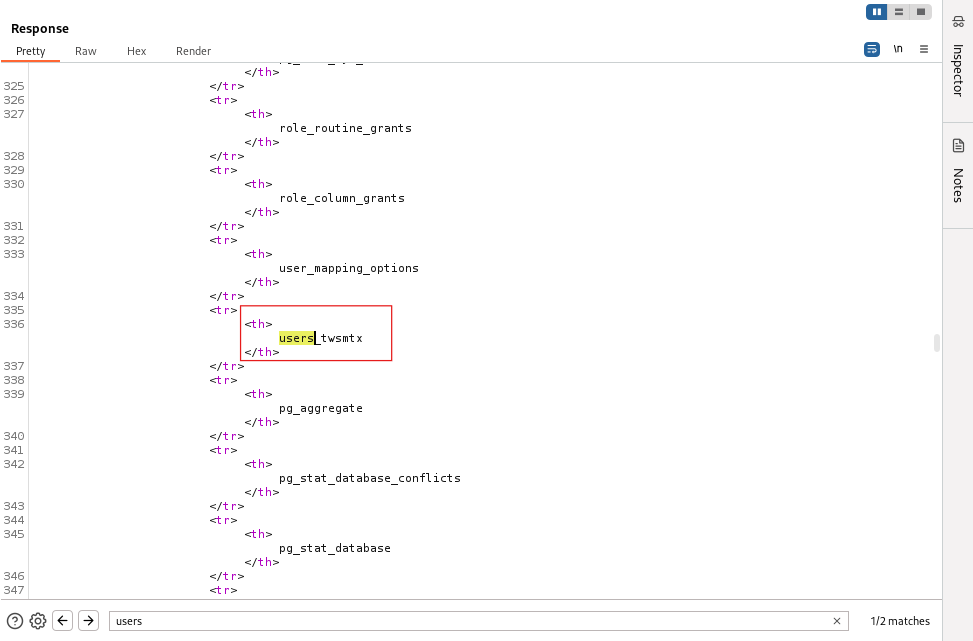 Response
Pretty Raw Hex Render
\n
Inspector
Notes
</th>
325 </tr>
326 <tr>
327 <th>
role_routine_grants
</th>
328 </tr>
329 <tr>
330 <th>
role_column_grants
</th>
331 </tr>
332 <tr>
333 <th>
user_mapping_options
</th>
334 </tr>
335 <tr>
336 <th>
users_twsmtx
</th>
337 </tr>
338 <tr>
339 <th>
pg_aggregate
</th>
340 </tr>
341 <tr>
342 <th>
pg_stat_database_conflicts
</th>
343 </tr>
344 <tr>
345 <th>
pg_stat_database
</th>
346 </tr>
347 <tr>
users
1/2 matches